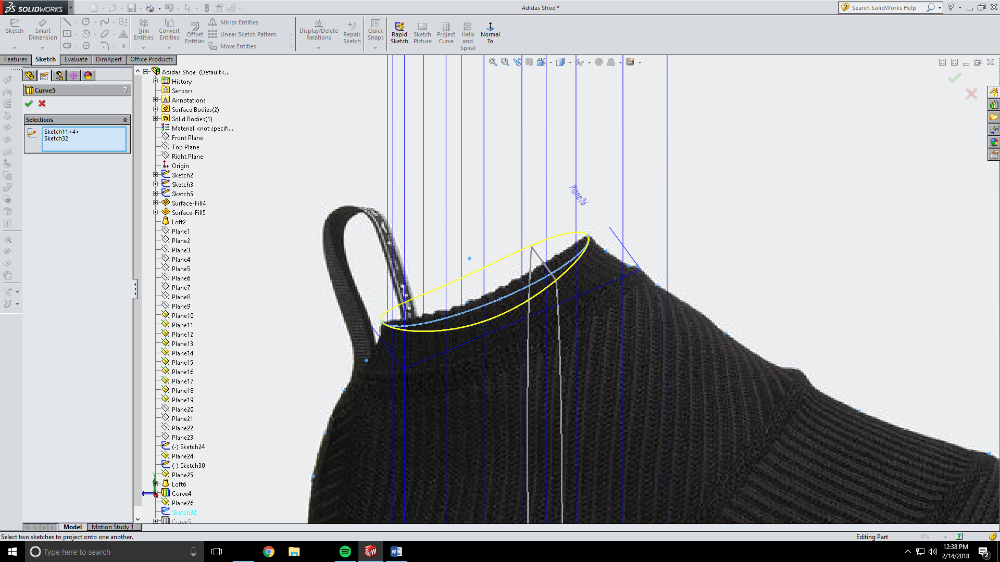 SOLIDWORKS
Adidas Shoe *
Search SolidWorks Help
Sketch
Smart Dimension
Trim Entities
Convert Entities
Offset Entities
Mirror Entities
Linear Sketch Pattern
Move Entities
Display/Delete Relations
Repair Sketch
Quick Snaps
Rapid Sketch
Sketch Picture
Project Curve
Helix and Spiral
Normal To
Features
Sketch
Evaluate
DimXpert
Office Products
Curve5
?
Selections
Sketch11<4>
Sketch32
Adidas Shoe (Default<...
History
Sensors
Annotations
Surface Bodies(2)
Solid Bodies(1)
Material <not specifi...
Front Plane
Top Plane
Right Plane
Origin
Sketch2
Sketch3
Sketch5
Surface-Fill4
Surface-Fill5
Loft2
Plane1
Plane2
Plane3
Plane4
Plane5
Plane6
Plane7
Plane8
Plane9
Plane10
Plane11
Plane12
Plane13
Plane14
Plane15
Plane16
Plane17
Plane18
Plane19
Plane20
Plane21
Plane22
Plane23
(-) Sketch24
Plane24
(-) Sketch30
Plane25
Loft6
Curve4
Plane26
Sketch32
Curve5
Plane26
Model
Motion Study 1
Select two sketches to project onto one another.
Editing Part
IPS
Type here to search
12:38 PM
2/14/2018
2